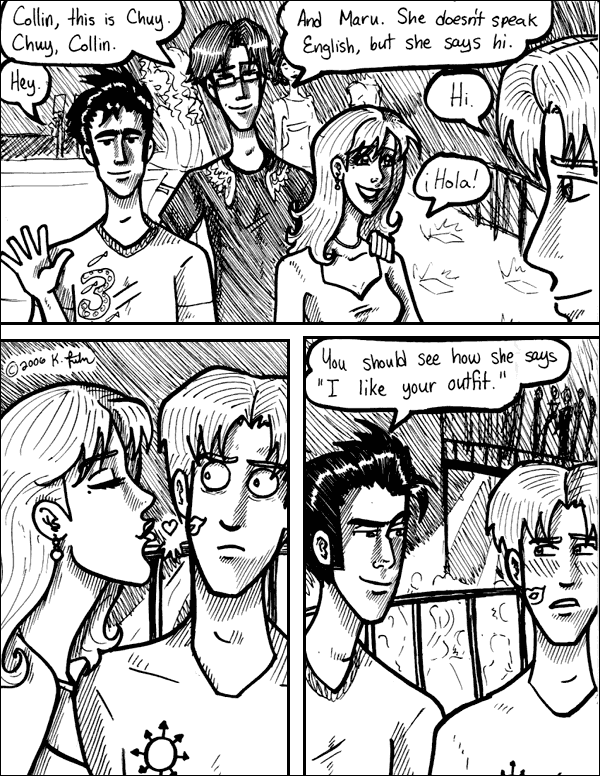 Collin, this is Chuy.
Chuy, Collin.
And Maru. She doesn't speak
English, but she says hi.
Hey.
Hi.
¡Hola!
3
©2006 K.
You should see how she says
"I like your outfit."